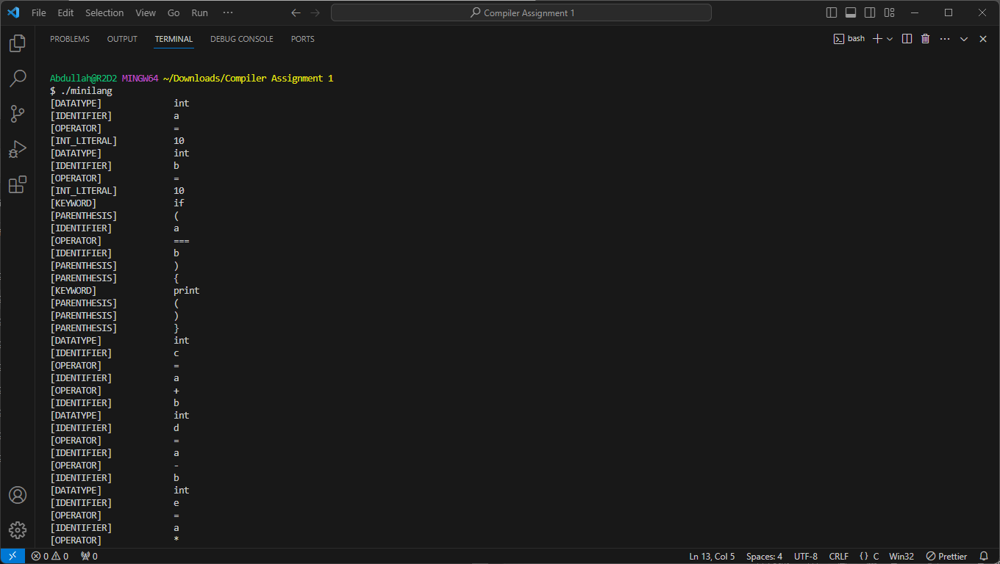 File Edit Selection View Go Run ··· Compiler Assignment 1
PROBLEMS OUTPUT TERMINAL DEBUG CONSOLE PORTS bash
Abdullah@R2D2 MINGW64 ~/Downloads/Compiler Assignment 1
$ ./minilang
[DATATYPE] int
[IDENTIFIER] a
[OPERATOR] =
[INT_LITERAL] 10
[DATATYPE] int
[IDENTIFIER] b
[OPERATOR] =
[INT_LITERAL] 10
[KEYWORD] if
[PARENTHESIS] (
[IDENTIFIER] a
[OPERATOR] ===
[IDENTIFIER] b
[PARENTHESIS] )
[PARENTHESIS] {
[KEYWORD] print
[PARENTHESIS] (
[PARENTHESIS] )
[PARENTHESIS] }
[DATATYPE] int
[IDENTIFIER] c
[OPERATOR] =
[IDENTIFIER] a
[OPERATOR] +
[IDENTIFIER] b
[DATATYPE] int
[IDENTIFIER] d
[OPERATOR] =
[IDENTIFIER] a
[OPERATOR] -
[IDENTIFIER] b
[DATATYPE] int
[IDENTIFIER] e
[OPERATOR] =
[IDENTIFIER] a
[OPERATOR] *
0 0 0 Ln 13, Col 5 Spaces: 4 UTF-8 CRLF {} C Win32 Prettier